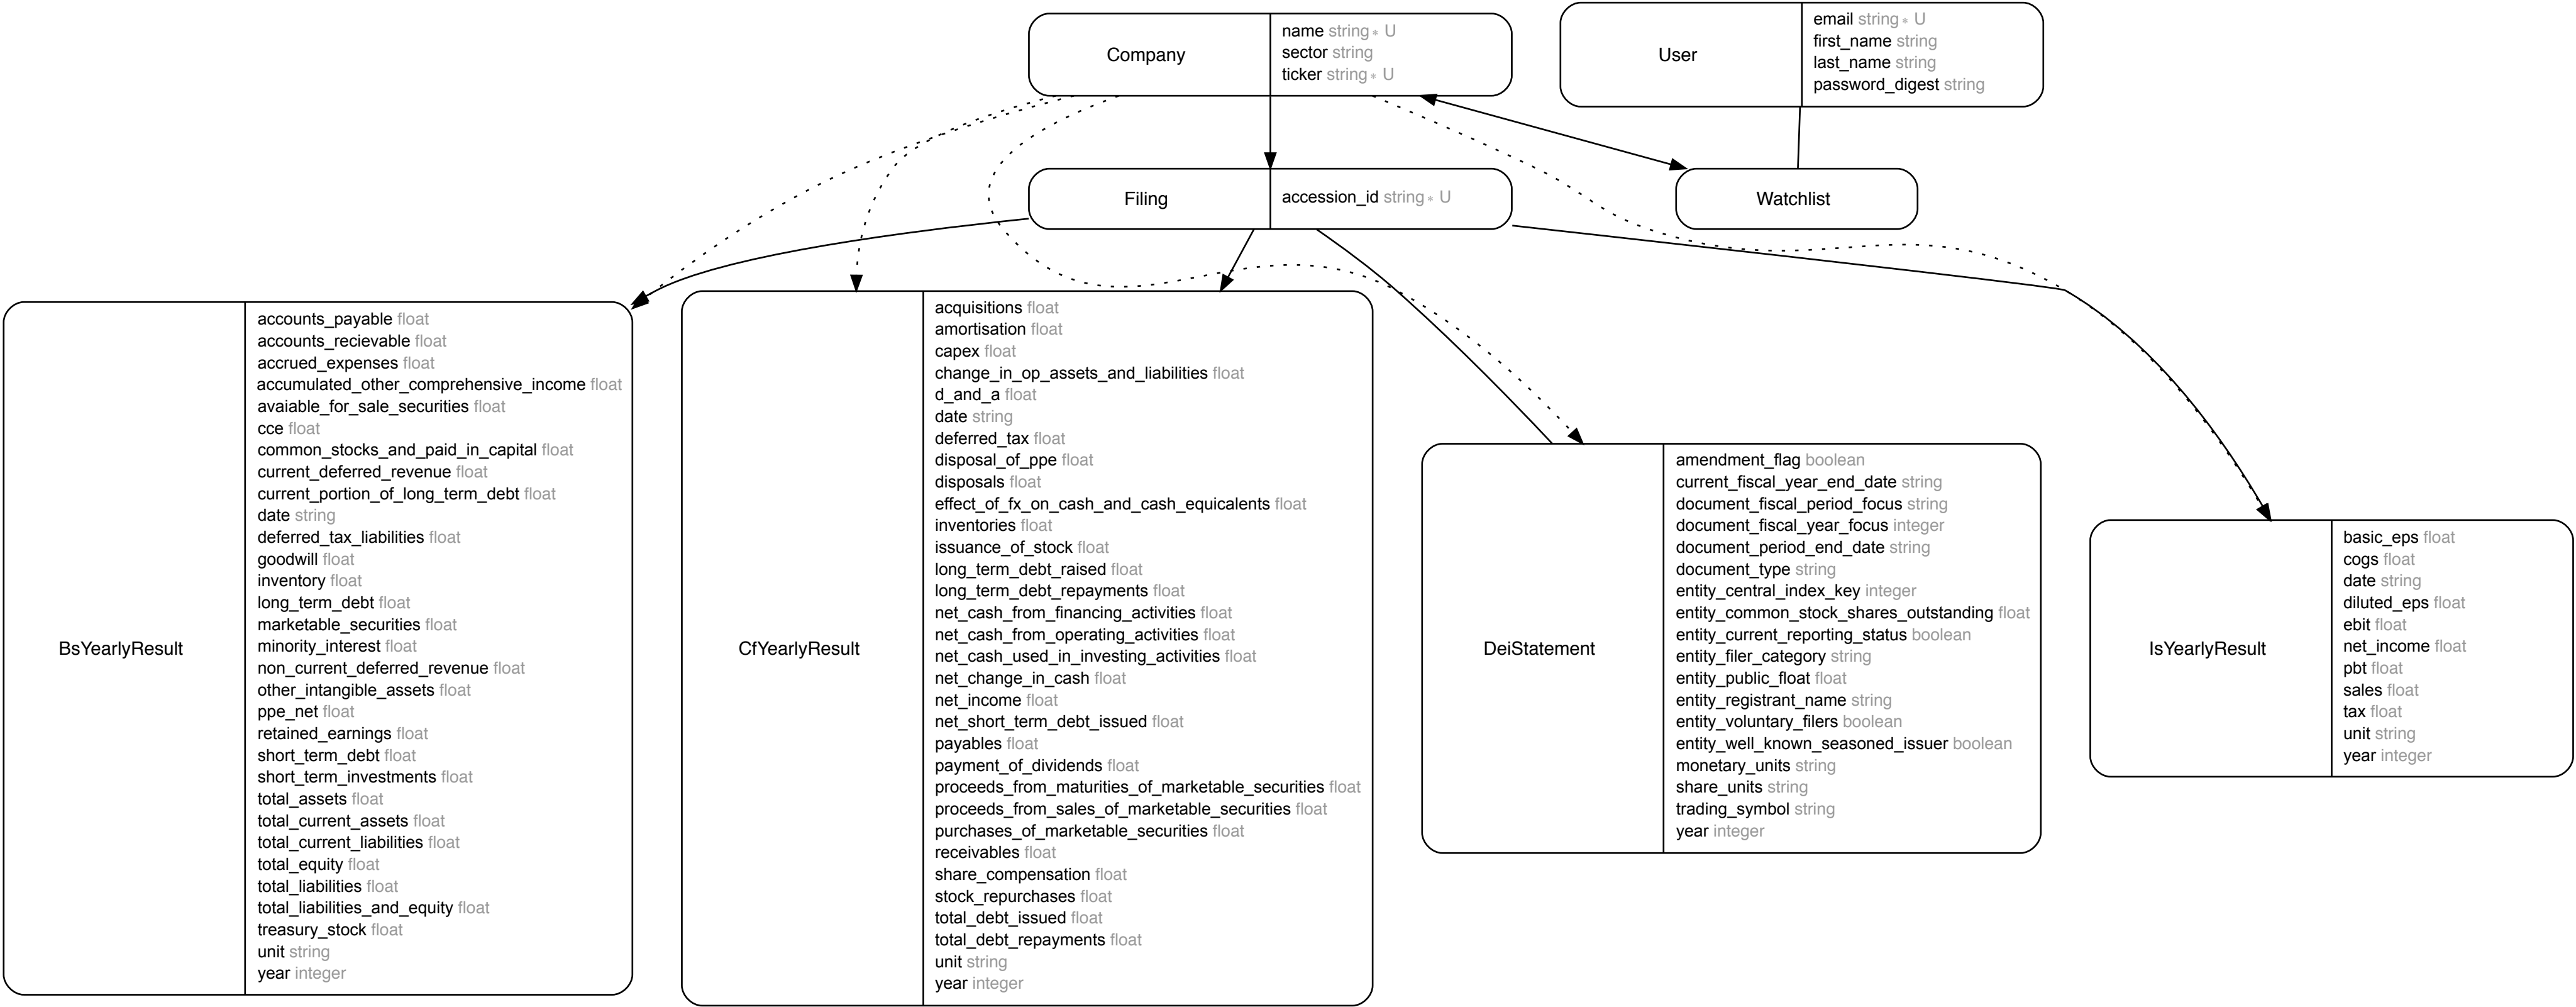 Company
name string∗ U
sector string
ticker string∗ U
User
email string∗ U
first_name string
last_name string
password_digest string
Filing
accession_id string∗ U
Watchlist
BsYearlyResult
accounts_payable float
accounts_recievable float
accrued_expenses float
accumulated_other_comprehensive_income float
avaiable_for_sale_securities float
cce float
common_stocks_and_paid_in_capital float
current_deferred_revenue float
current_portion_of_long_term_debt float
date string
deferred_tax_liabilities float
goodwill float
inventory float
long_term_debt float
marketable_securities float
minority_interest float
non_current_deferred_revenue float
other_intangible_assets float
ppe_net float
retained_earnings float
short_term_debt float
short_term_investments float
total_assets float
total_current_assets float
total_current_liabilities float
total_equity float
total_liabilities float
total_liabilities_and_equity float
treasury_stock float
unit string
year integer
CfYearlyResult
acquisitions float
amortisation float
capex float
change_in_op_assets_and_liabilities float
d_and_a float
date string
deferred_tax float
disposal_of_ppe float
disposals float
effect_of_fx_on_cash_and_cash_equicalents float
inventories float
issuance_of_stock float
long_term_debt_raised float
long_term_debt_repayments float
net_cash_from_financing_activities float
net_cash_from_operating_activities float
net_cash_used_in_investing_activities float
net_change_in_cash float
net_income float
net_short_term_debt_issued float
payables float
payment_of_dividends float
proceeds_from_maturities_of_marketable_securities float
proceeds_from_sales_of_marketable_securities float
purchases_of_marketable_securities float
receivables float
share_compensation float
stock_repurchases float
total_debt_issued float
total_debt_repayments float
unit string
year integer
DeiStatement
amendment_flag boolean
current_fiscal_year_end_date string
document_fiscal_period_focus string
document_fiscal_year_focus integer
document_period_end_date string
document_type string
entity_central_index_key integer
entity_common_stock_shares_outstanding float
entity_current_reporting_status boolean
entity_filer_category string
entity_public_float float
entity_registrant_name string
entity_voluntary_filers boolean
entity_well_known_seasoned_issuer boolean
monetary_units string
share_units string
trading_symbol string
year integer
IsYearlyResult
basic_eps float
cogs float
date string
diluted_eps float
ebit float
net_income float
pbt float
sales float
tax float
unit string
year integer